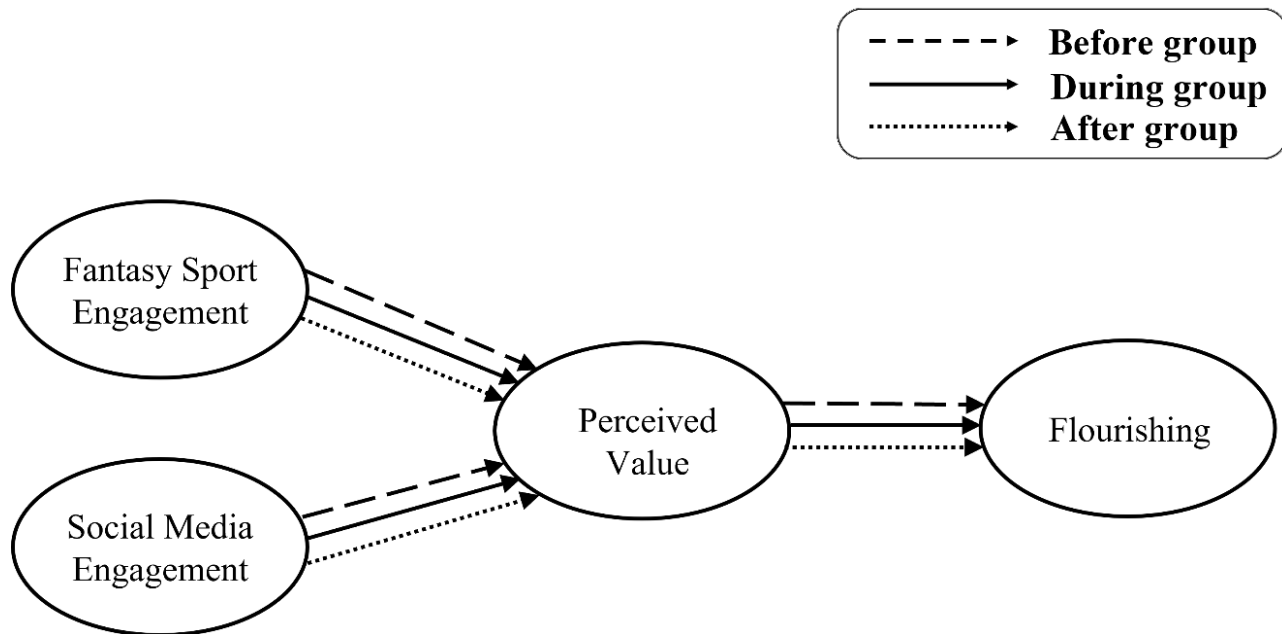 Before group
During group
After group
Fantasy Sport
Engagement
Perceived
Value
Flourishing
Social Media
Engagement